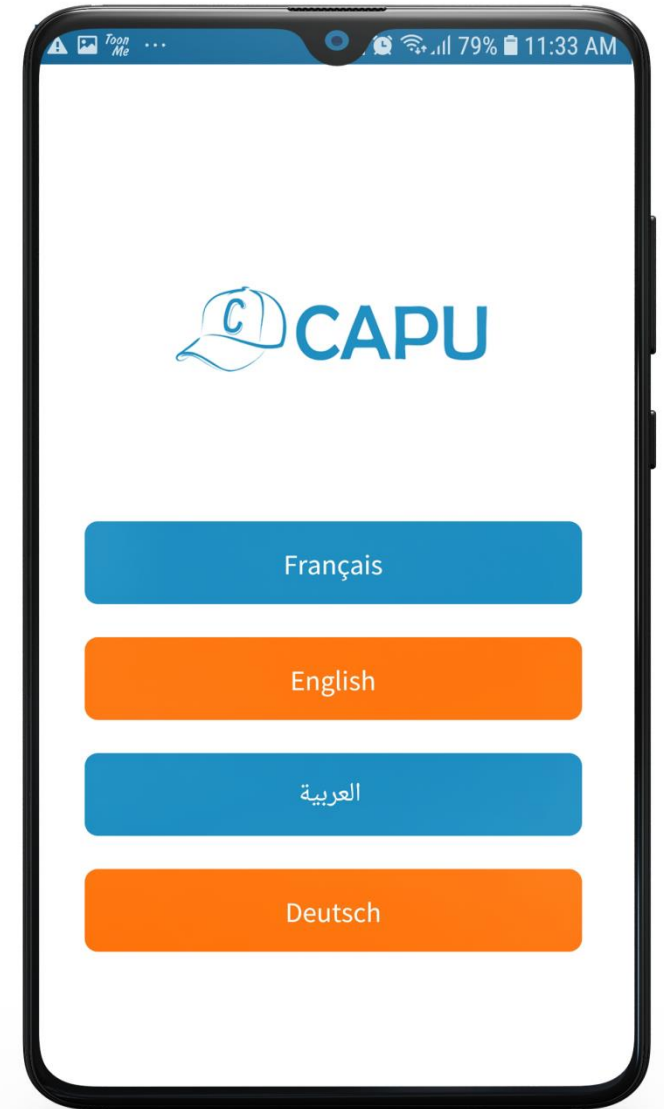 Toon
Me ... 79% 11:33 AM
C CAPU
Français
English
العربية
Deutsch